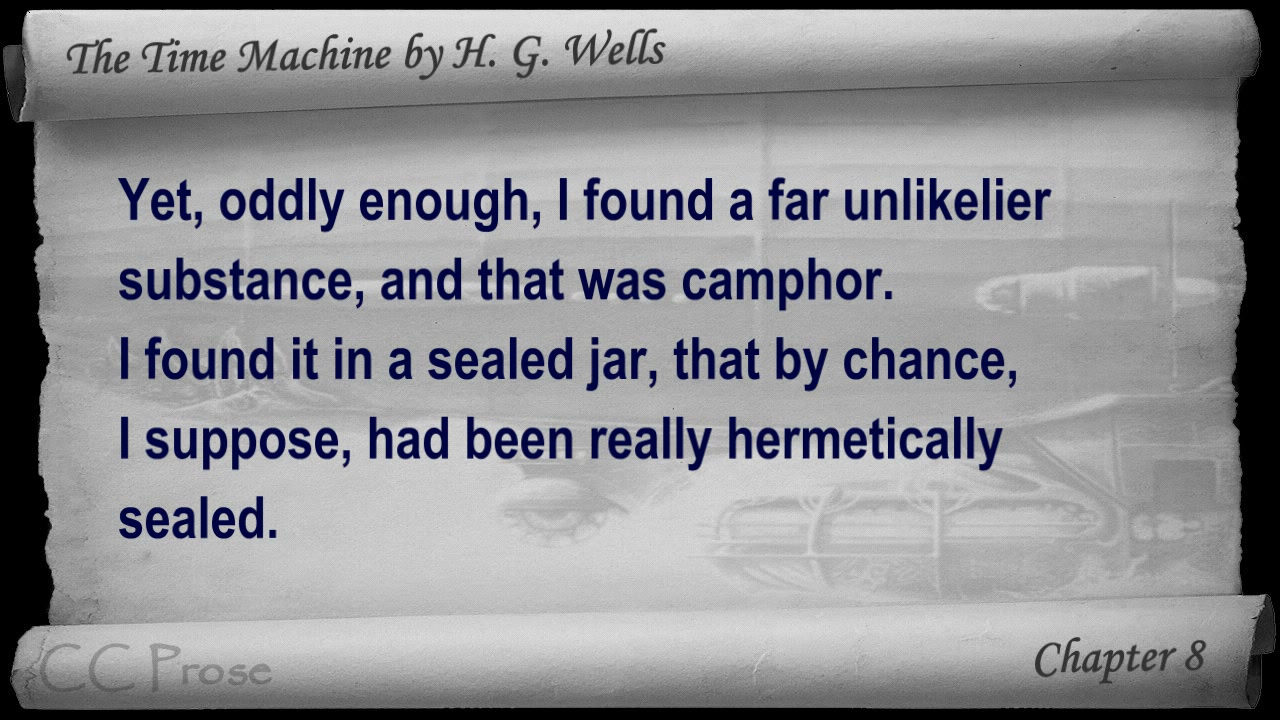 The Time Machine by H. G. Wells
Yet, oddly enough, I found a far unlikelier
substance, and that was camphor.
I found it in a sealed jar, that by chance,
I suppose, had been really hermetically
sealed.
CC Prose
Chapter 8